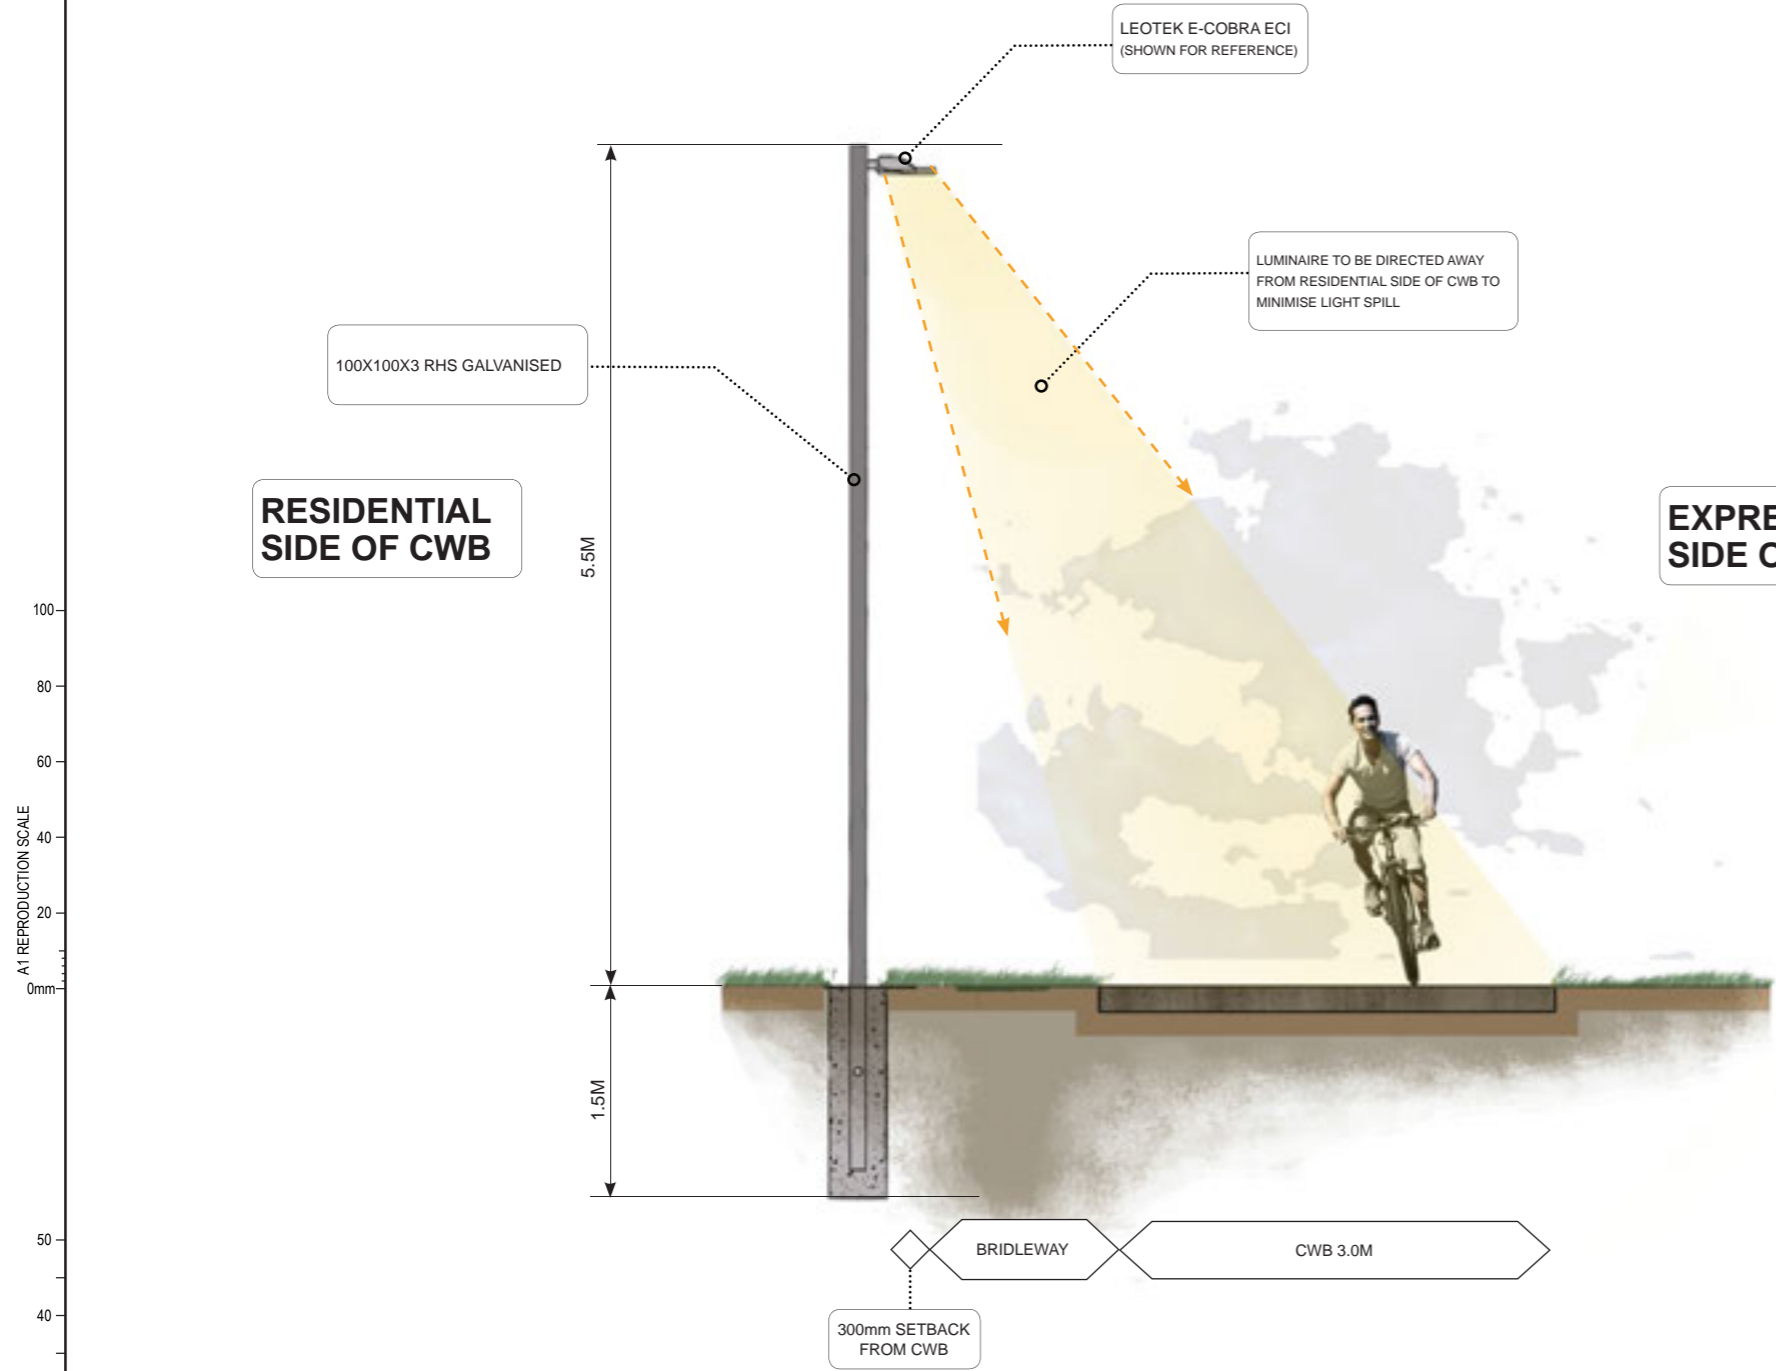 LEOTEK E-COBRA ECI
(SHOWN FOR REFERENCE)
LUMINAIRE TO BE DIRECTED AWAY
FROM RESIDENTIAL SIDE OF CWB TO
MINIMISE LIGHT SPILL
100X100X3 RHS GALVANISED
RESIDENTIAL
SIDE OF CWB
EXPRE
SIDE O
5.5M
1.5M
100
80
60
40
20
0mm
50
40
A1 REPRODUCTION SCALE
BRIDLEWAY
CWB 3.0M
300mm SETBACK
FROM CWB